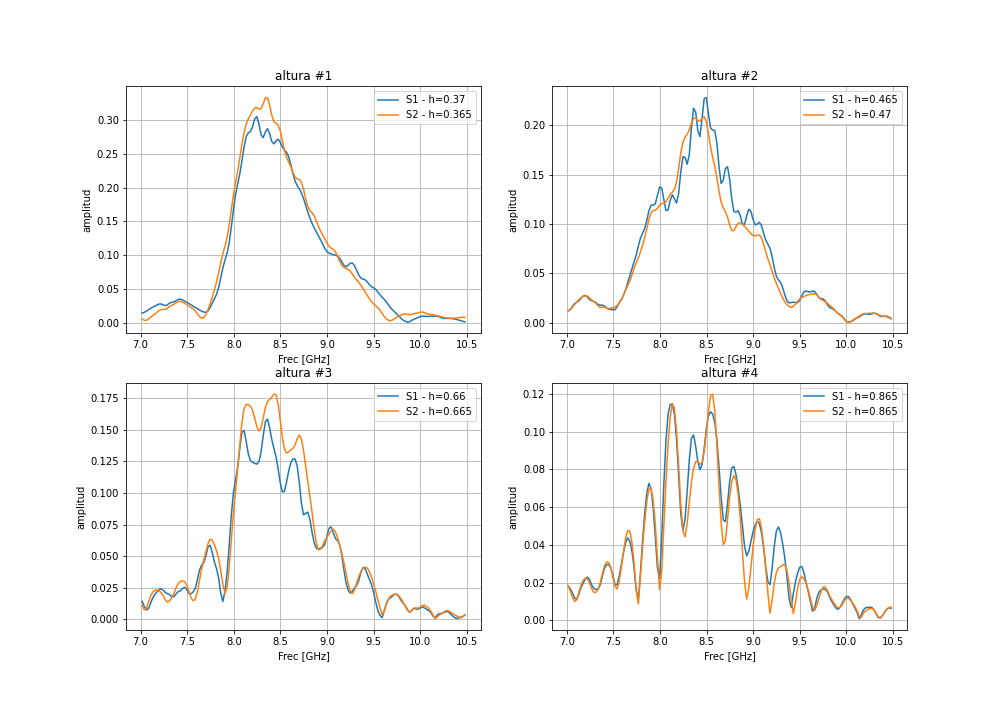 altura #1
S1 - h=0.37
S2 - h=0.365
amplitud
0.30
0.25
0.20
0.15
0.10
0.05
0.00
7.0 7.5 8.0 8.5 9.0 9.5 10.0 10.5
Frec [GHz]
altura #2
S1 - h=0.465
S2 - h=0.47
amplitud
0.20
0.15
0.10
0.05
0.00
7.0 7.5 8.0 8.5 9.0 9.5 10.0 10.5
Frec [GHz]
altura #3
S1 - h=0.66
S2 - h=0.665
amplitud
0.175
0.150
0.125
0.100
0.075
0.050
0.025
0.000
7.0 7.5 8.0 8.5 9.0 9.5 10.0 10.5
Frec [GHz]
altura #4
S1 - h=0.865
S2 - h=0.865
amplitud
0.12
0.10
0.08
0.06
0.04
0.02
0.00
7.0 7.5 8.0 8.5 9.0 9.5 10.0 10.5
Frec [GHz]